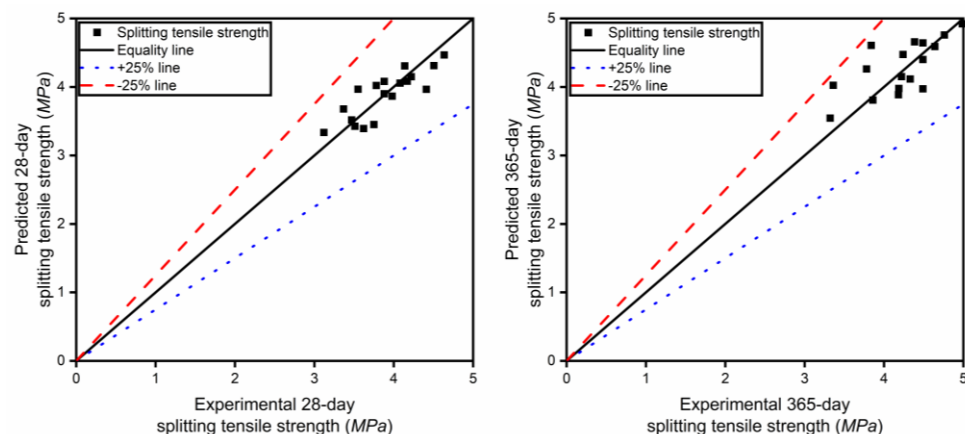 5
4
3
2
1
0
Splitting tensile strength
Equality line
+25% line
-25% line
Predicted 28-day
splitting tensile strength (MPa)
0 1 2 3 4 5
Experimental 28-day
splitting tensile strength (MPa)
5
4
3
2
1
0
Splitting tensile strength
Equality line
+25% line
-25% line
Predicted 365-day
splitting tensile strength (MPa)
0 1 2 3 4 5
Experimental 365-day
splitting tensile strength (MPa)